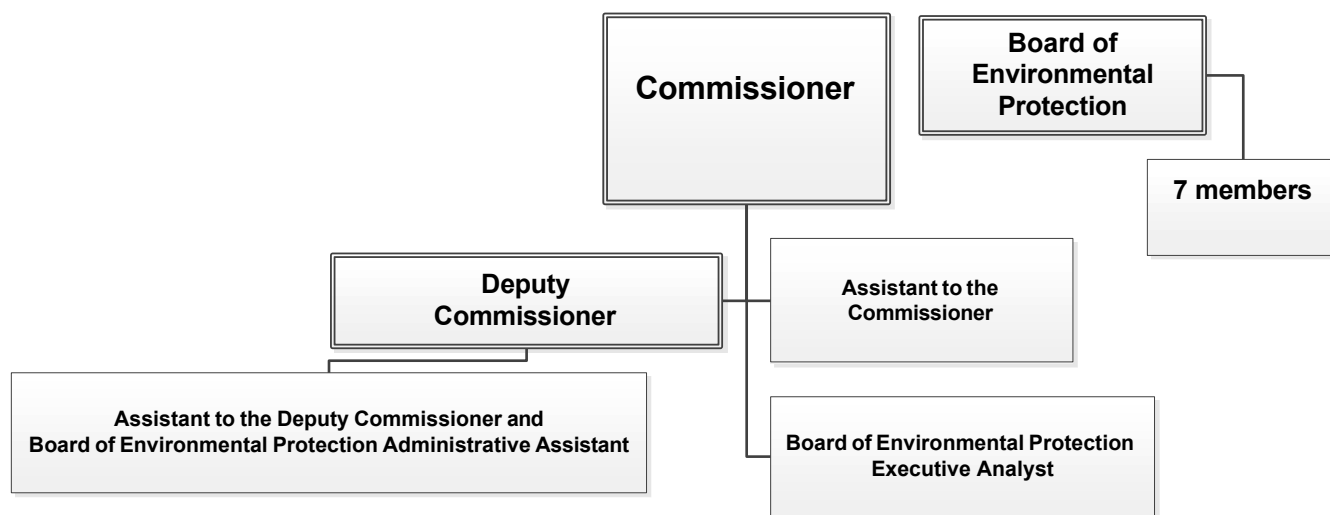 Commissioner
Board of
Environmental
Protection
7 members
Deputy
Commissioner
Assistant to the
Commissioner
Assistant to the Deputy Commissioner and
Board of Environmental Protection Administrative Assistant
Board of Environmental Protection
Executive Analyst